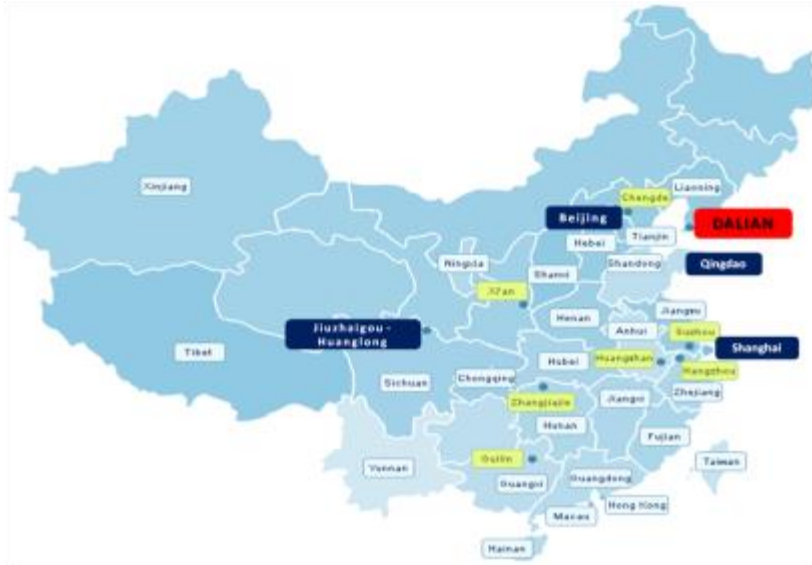 Xinjiang
Chengde
Liaoning
Beijing
DALIAN
Tianjin
Hebei
Ningxia
Shandong
Qingdao
Shanxi
Xi'an
Jiuzhaigou -
Huanglong
Henan
Jiangsu
Anhui
Suzhou
Shanghai
Tibet
Hubei
Huangshan
Hangzhou
Sichuan
Chongqing
Zhangjiajie
Jiangxi
Zhejiang
Hunan
Fujian
Yunnan
Guilin
Taiwan
Guangxi
Guangdong
Hong Kong
Macau
Hainan